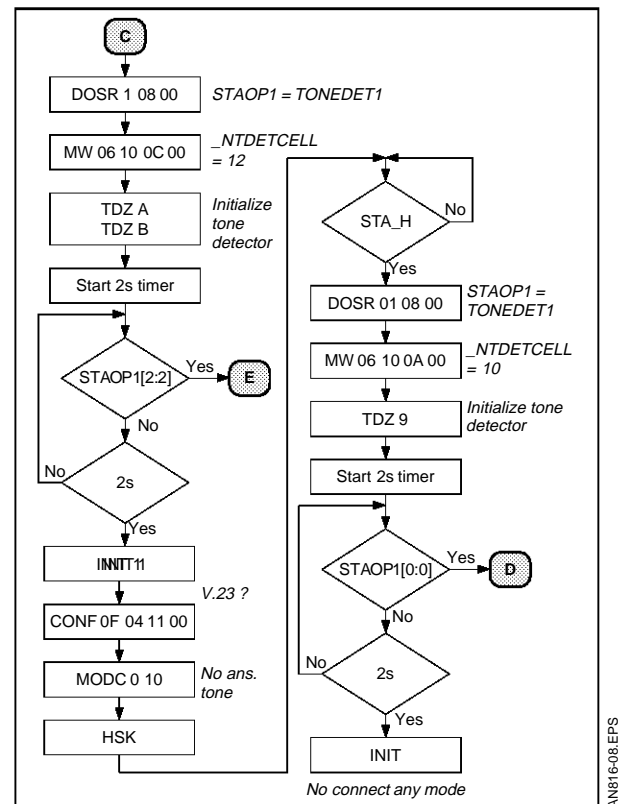 C
DOSR 1 08 00
STAOP1 = TONEDET1
MW 06 10 0C 00
_NTDETCELL
= 12
TDZ A
TDZ B
Initialize
tone
detector
Start 2s timer
STAOP1[2:2]
Yes
E
No
2s
No
Yes
V.23 ?
CONF 0F 04 11 00
MODC 0 10
No ans.
tone
HSK
STA_H
No
Yes
DOSR 01 08 00
STAOP1 =
TONEDET1
MW 06 10 0A 00
_NTDETCELL
= 10
TDZ 9
Initialize tone
detector
Start 2s timer
STAOP1[0:0]
Yes
D
No
2s
No
Yes
INIT
No connect any mode
AN816-08.EPS